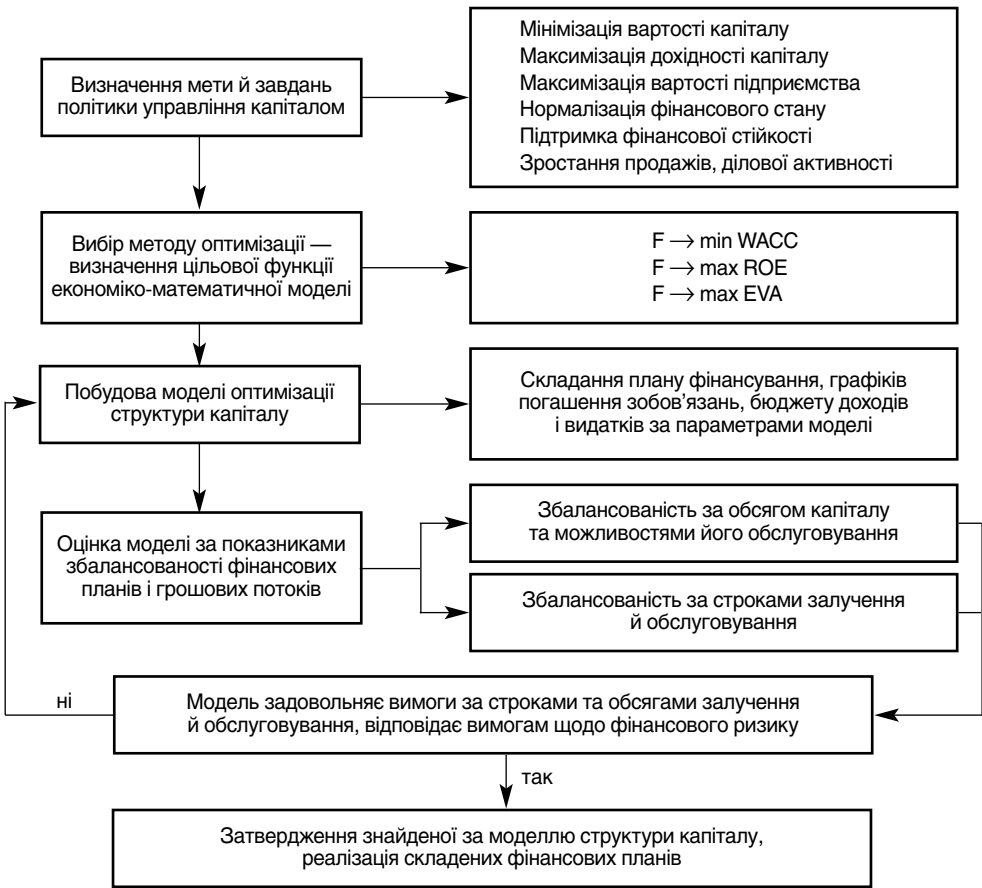 Визначення мети й завдань
політики управління капіталом
Мінімізація вартості капіталу
Максимізація дохідності капіталу
Максимізація вартості підприємства
Нормалізація фінансового стану
Підтримка фінансової стійкості
Зростання продажів, ділової активності
Вибір методу оптимізації —
визначення цільової функції
економіко-математичної моделі
F → min WACC
F → max ROE
F → max EVA
Побудова моделі оптимізації
структури капіталу
Складання плану фінансування, графіків
погашення зобов’язань, бюджету доходів
і видатків за параметрами моделі
Оцінка моделі за показниками
збалансованості фінансових
планів і грошових потоків
Збалансованість за обсягом капіталу
та можливостями його обслуговування
Збалансованість за строками залучення
й обслуговування
ні
Модель задовольняє вимоги за строками та обсягами залучення
й обслуговування, відповідає вимогам щодо фінансового ризику
так
Затвердження знайденої за моделлю структури капіталу,
реалізація складених фінансових планів